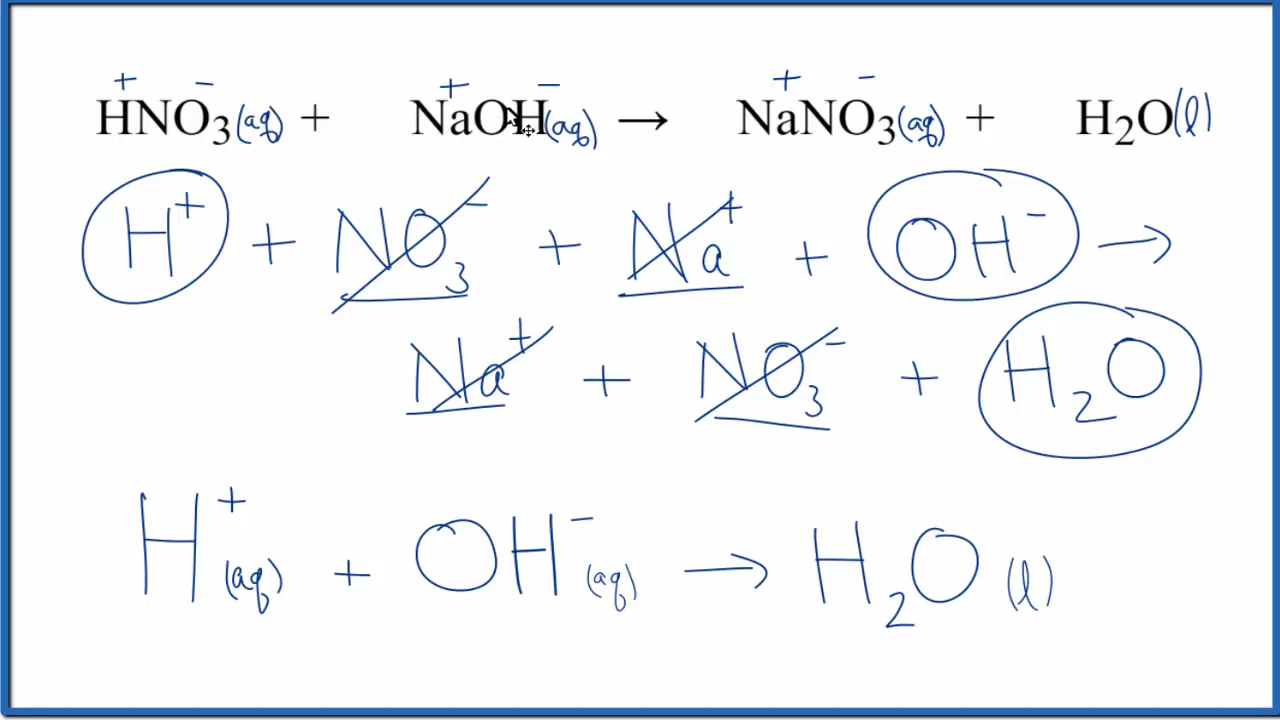 + − + − + −
HNO₃(aq) + NaOH(aq) → NaNO₃(aq) + H₂O(l)
H⁺ + NO₃⁻ + Na⁺ + OH⁻ →
Na⁺ + NO₃⁻ + H₂O
H⁺(aq) + OH⁻(aq) → H₂O(l)